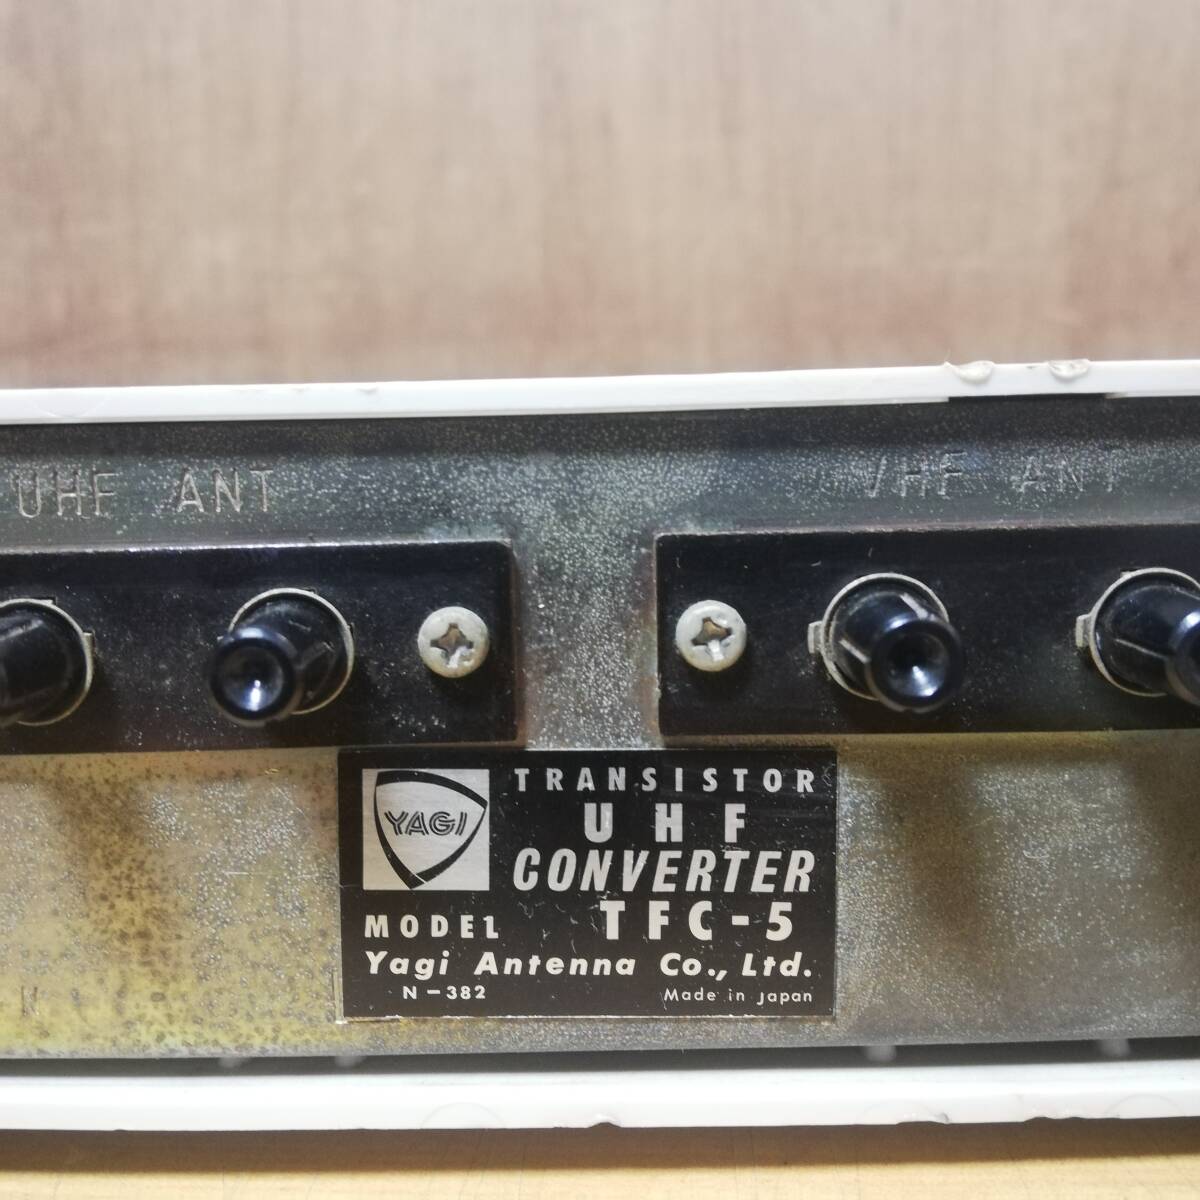 UHF ANT
VHF ANT
YAGI
TRANSISTOR
UHF
CONVERTER
MODEL TFC-5
Yagi Antenna Co., Ltd.
N-382 Made in Japan